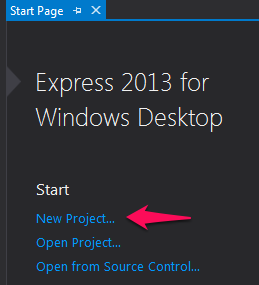 Start Page
Express 2013 for
Windows Desktop
Start
New Project...
Open Project...
Open from Source Control...